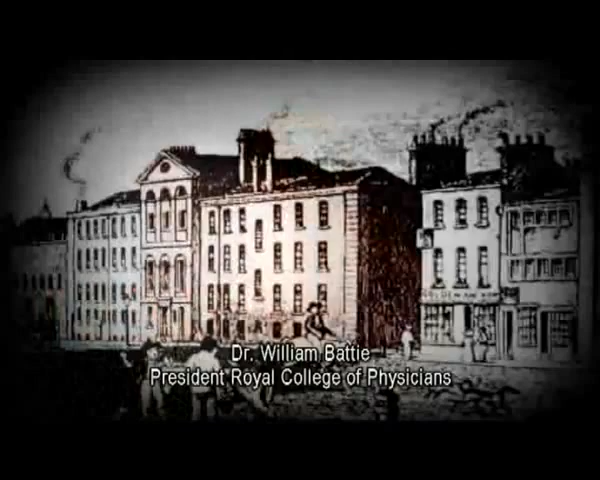 Dr. William Battie
President Royal College of Physicians